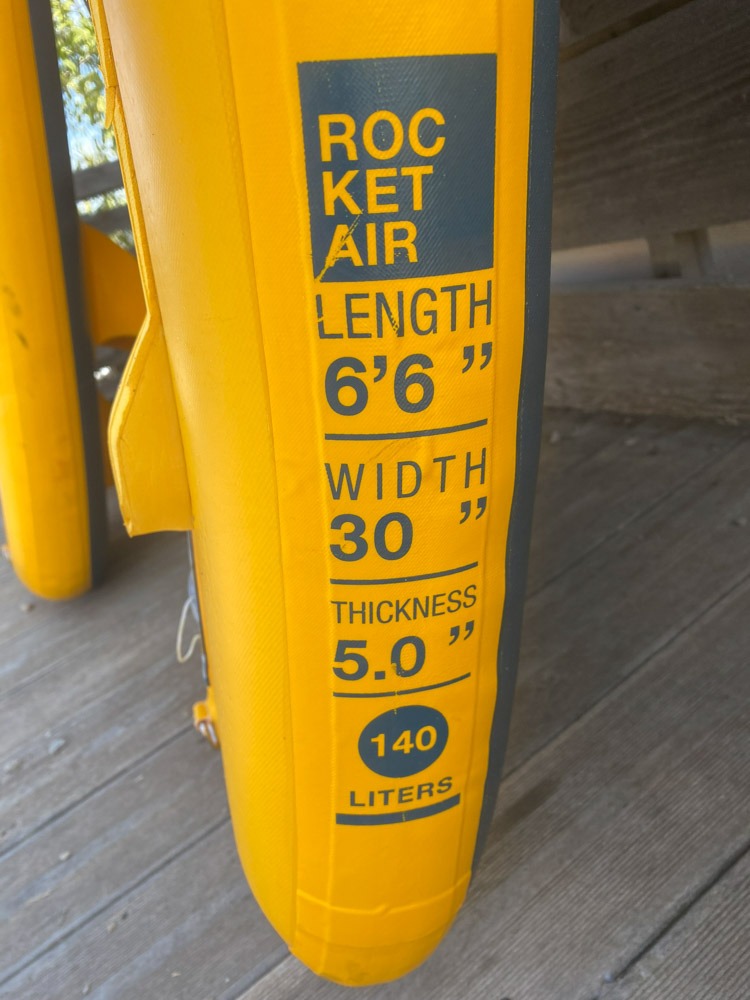 ROC
KET
AIR
LENGTH
6’6 ”
WIDTH
30 ”
THICKNESS
5.0 ”
140
LITERS